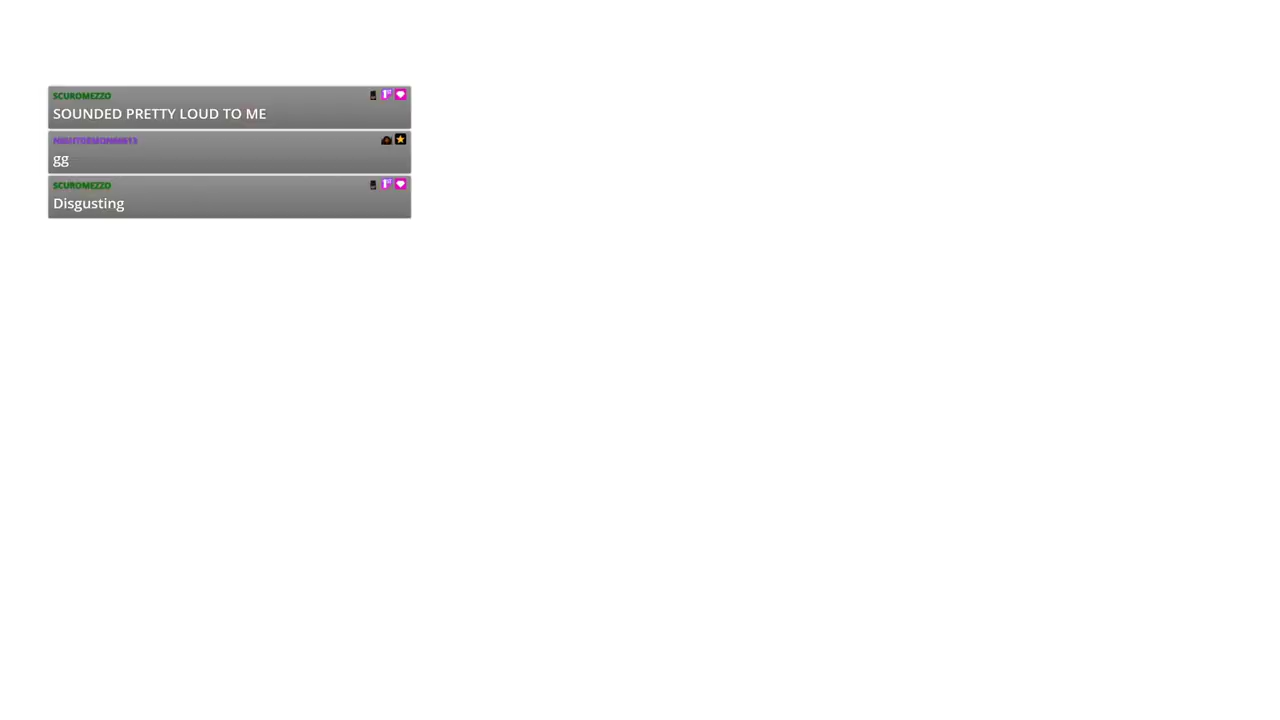 SCUROMEZZO
SOUNDED PRETTY LOUD TO ME
gg
SCUROMEZZO
Disgusting